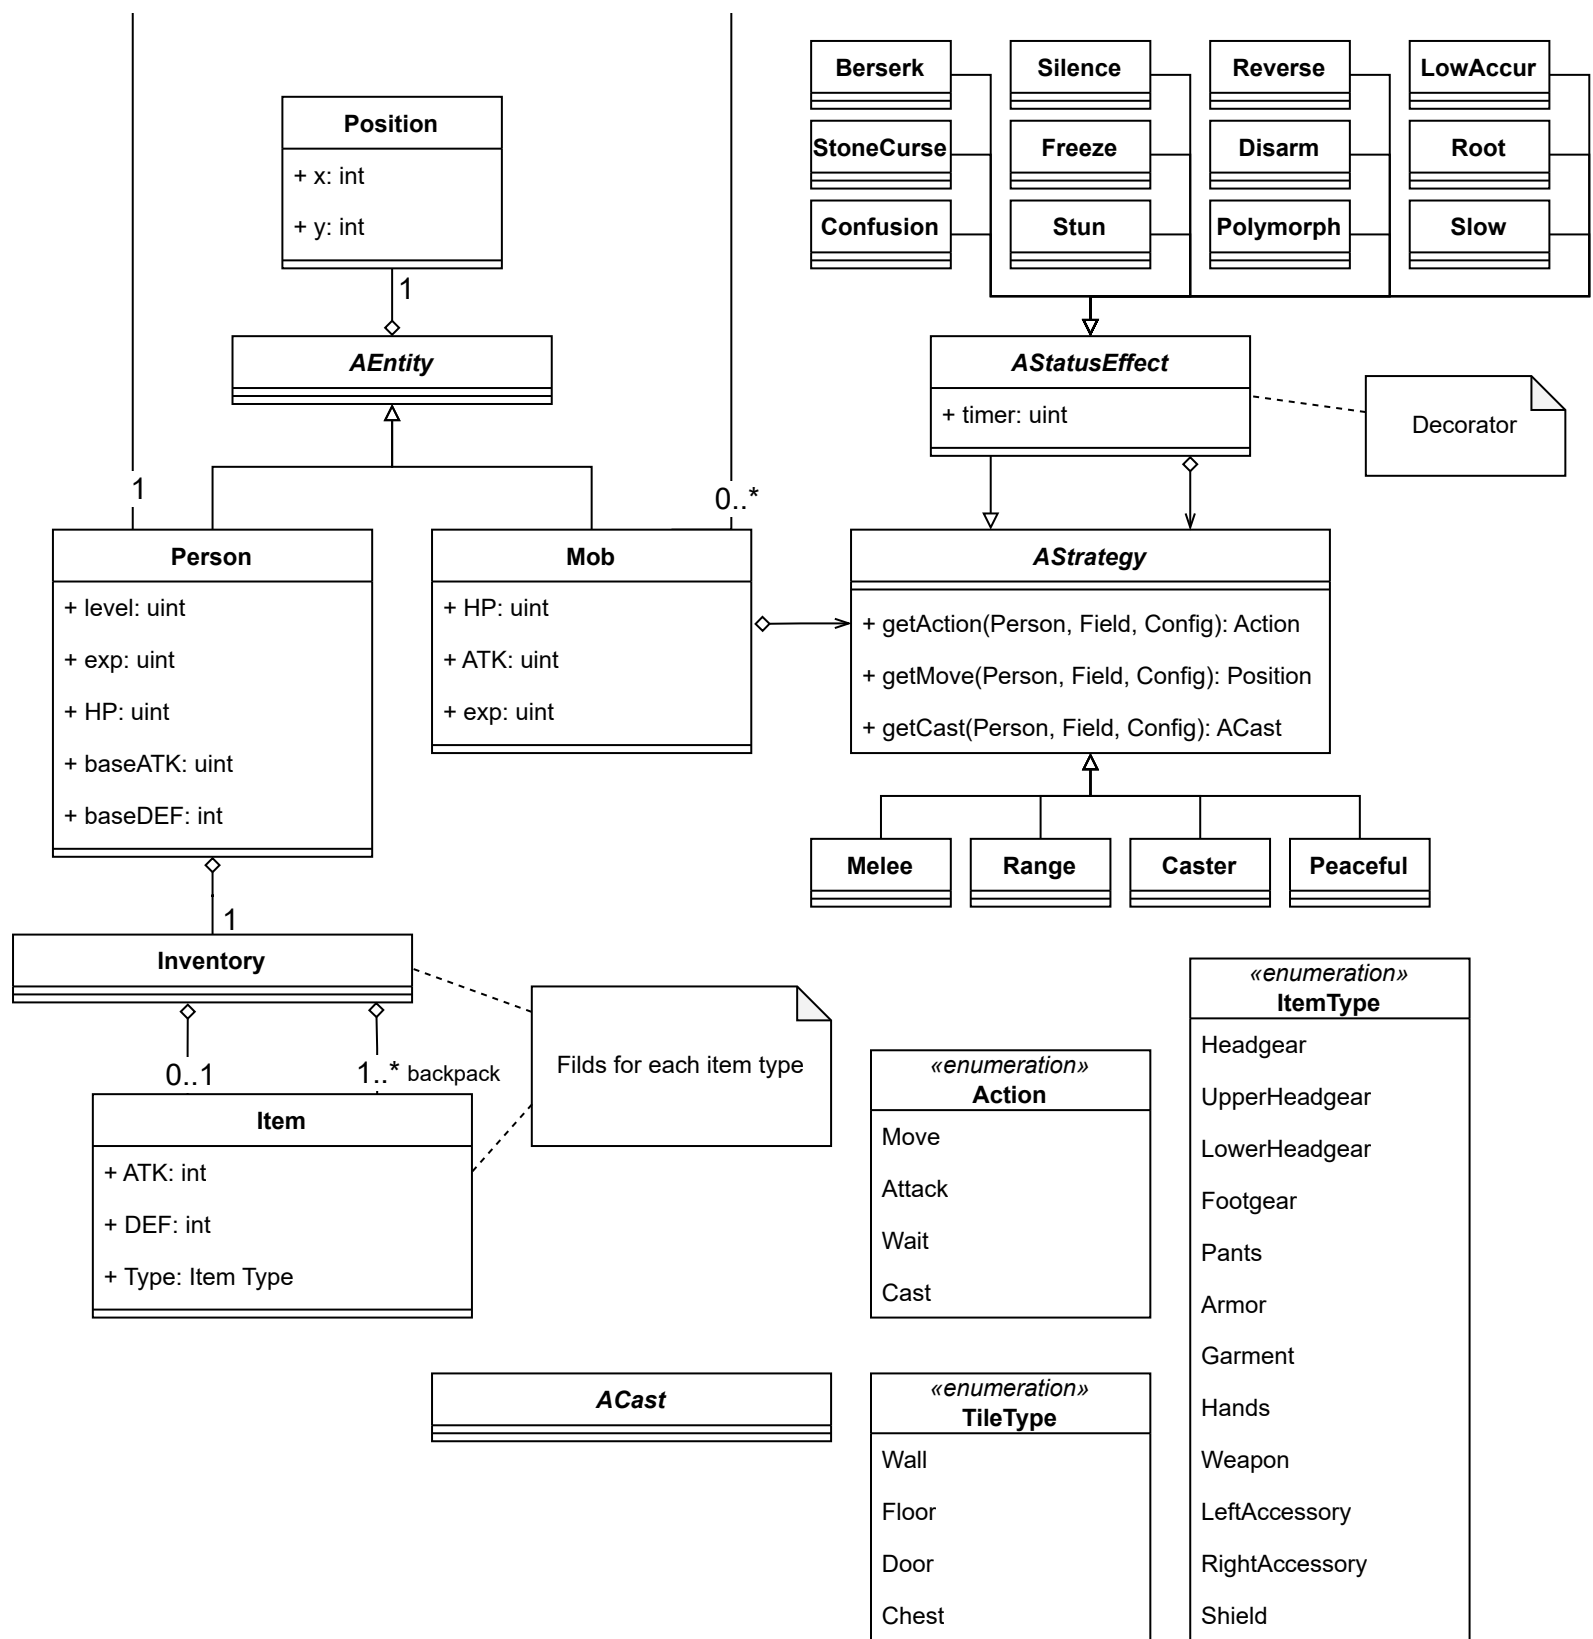 Berserk
Silence
Reverse
LowAccur
StoneCurse
Freeze
Disarm
Root
Confusion
Stun
Polymorph
Slow
Position
+ x: int
+ y: int
1
AEntity
AStatusEffect
+ timer: uint
Decorator
1
0..*
Person
+ level: uint
+ exp: uint
+ HP: uint
+ baseATK: uint
+ baseDEF: int
Mob
+ HP: uint
+ ATK: uint
+ exp: uint
AStrategy
+ getAction(Person, Field, Config): Action
+ getMove(Person, Field, Config): Position
+ getCast(Person, Field, Config): ACast
Melee
Range
Caster
Peaceful
1
Inventory
0..1
1..* backpack
Filds for each item type
Item
+ ATK: int
+ DEF: int
+ Type: Item Type
ACast
«enumeration»
Action
Move
Attack
Wait
Cast
«enumeration»
TileType
Wall
Floor
Door
Chest
«enumeration»
ItemType
Headgear
UpperHeadgear
LowerHeadgear
Footgear
Pants
Armor
Garment
Hands
Weapon
LeftAccessory
RightAccessory
Shield